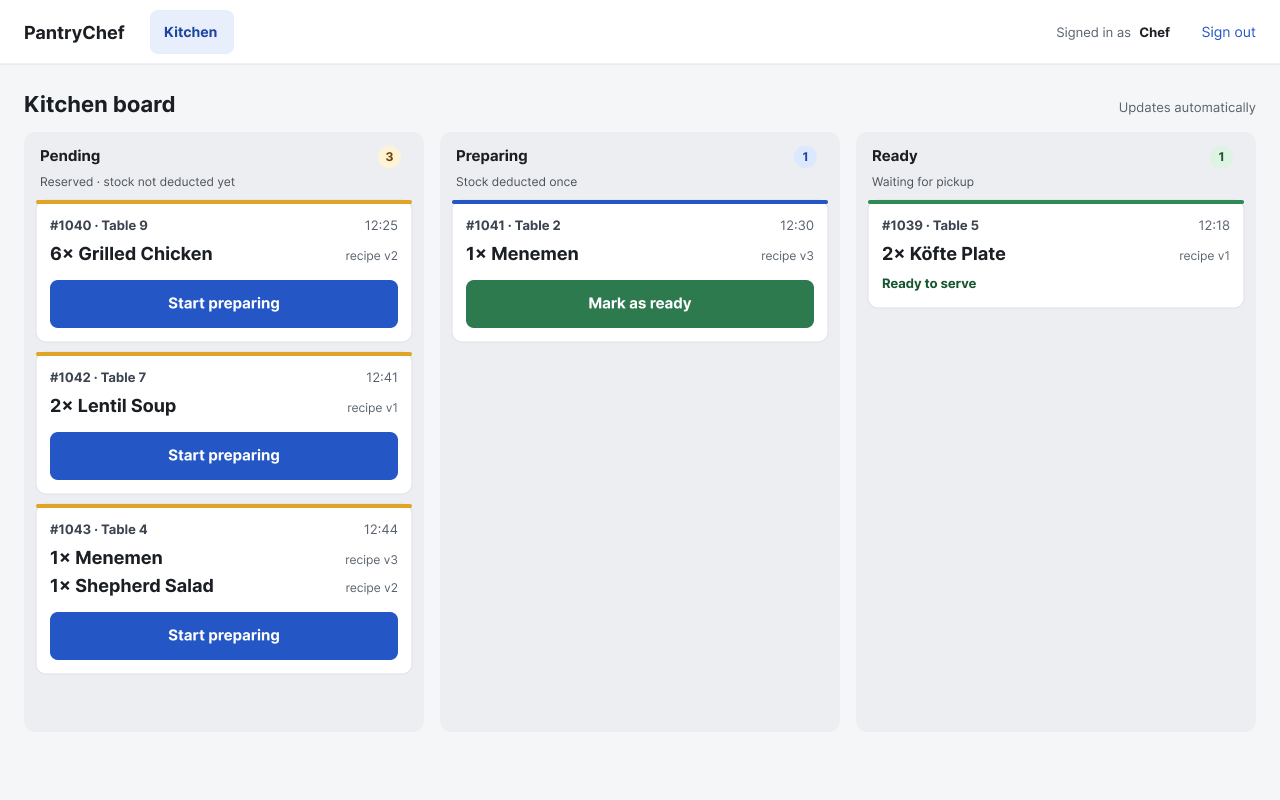 PantryChef
Kitchen
Signed in as Chef
Sign out
Kitchen board
Updates automatically
Pending
3
Reserved · stock not deducted yet
#1040 · Table 9
12:25
6× Grilled Chicken
recipe v2
Start preparing
#1042 · Table 7
12:41
2× Lentil Soup
recipe v1
Start preparing
#1043 · Table 4
12:44
1× Menemen
recipe v3
1× Shepherd Salad
recipe v2
Start preparing
Preparing
1
Stock deducted once
#1041 · Table 2
12:30
1× Menemen
recipe v3
Mark as ready
Ready
1
Waiting for pickup
#1039 · Table 5
12:18
2× Köfte Plate
recipe v1
Ready to serve